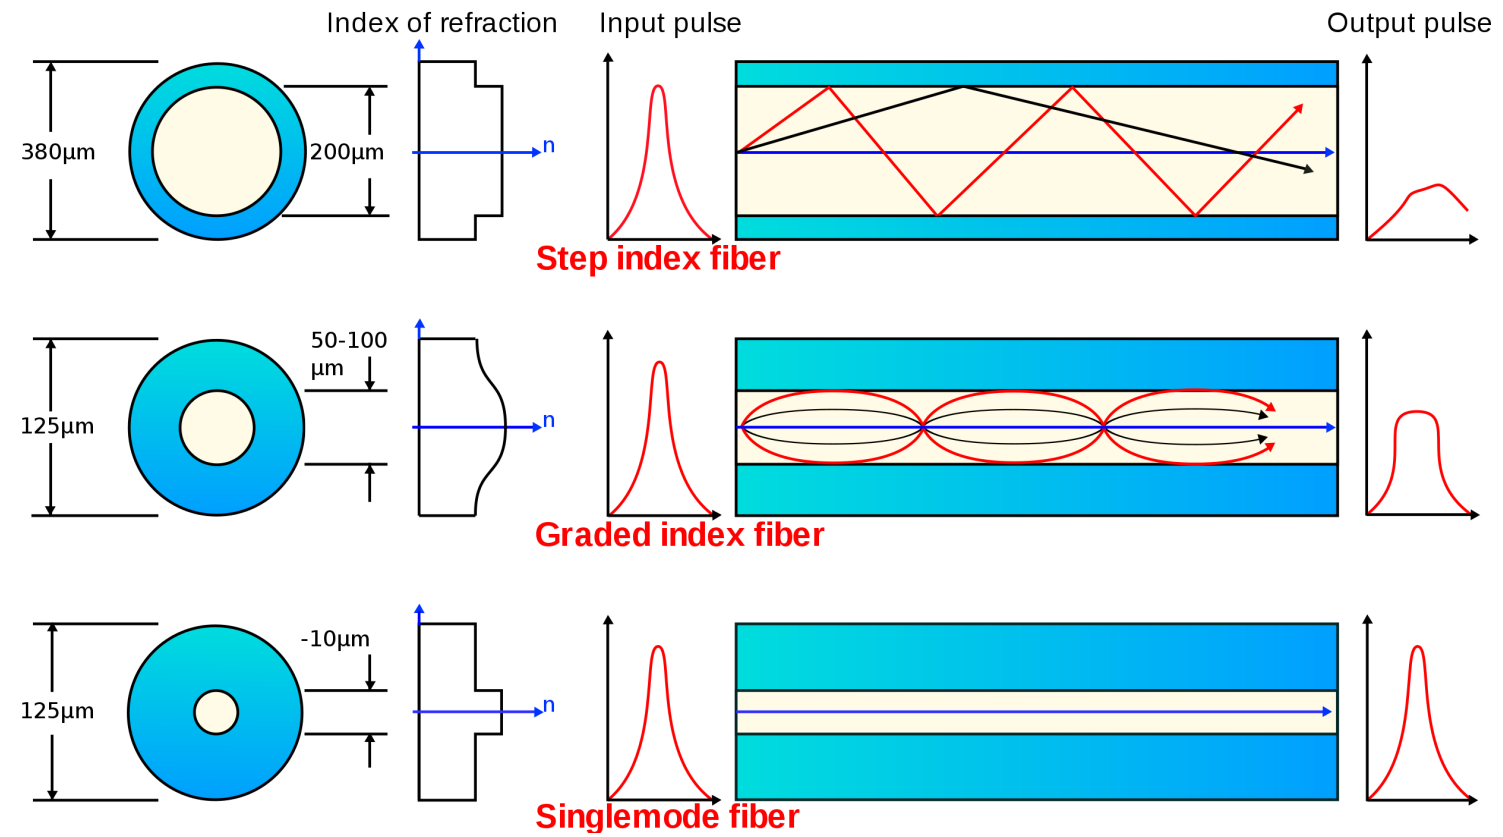 Index of refraction
Input pulse
Output pulse
380µm
200µm
n
Step index fiber
50-100
µm
125µm
n
Graded index fiber
-10µm
125µm
n
Singlemode fiber